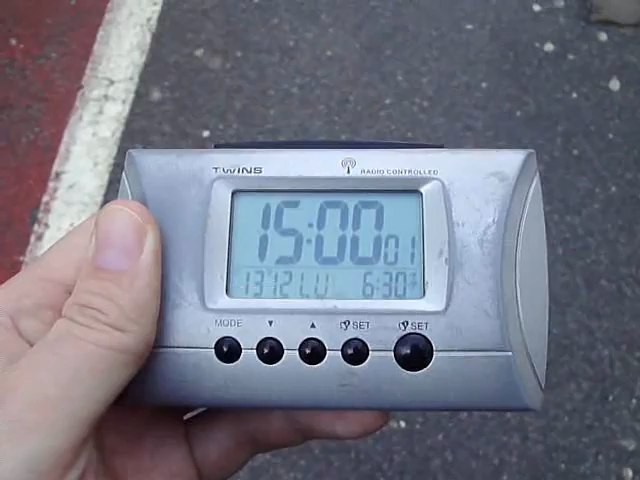 TWINS RADIO CONTROLLED
15:00 01
13 12 LU 6:30
MODE ▼ ▲ SET SET